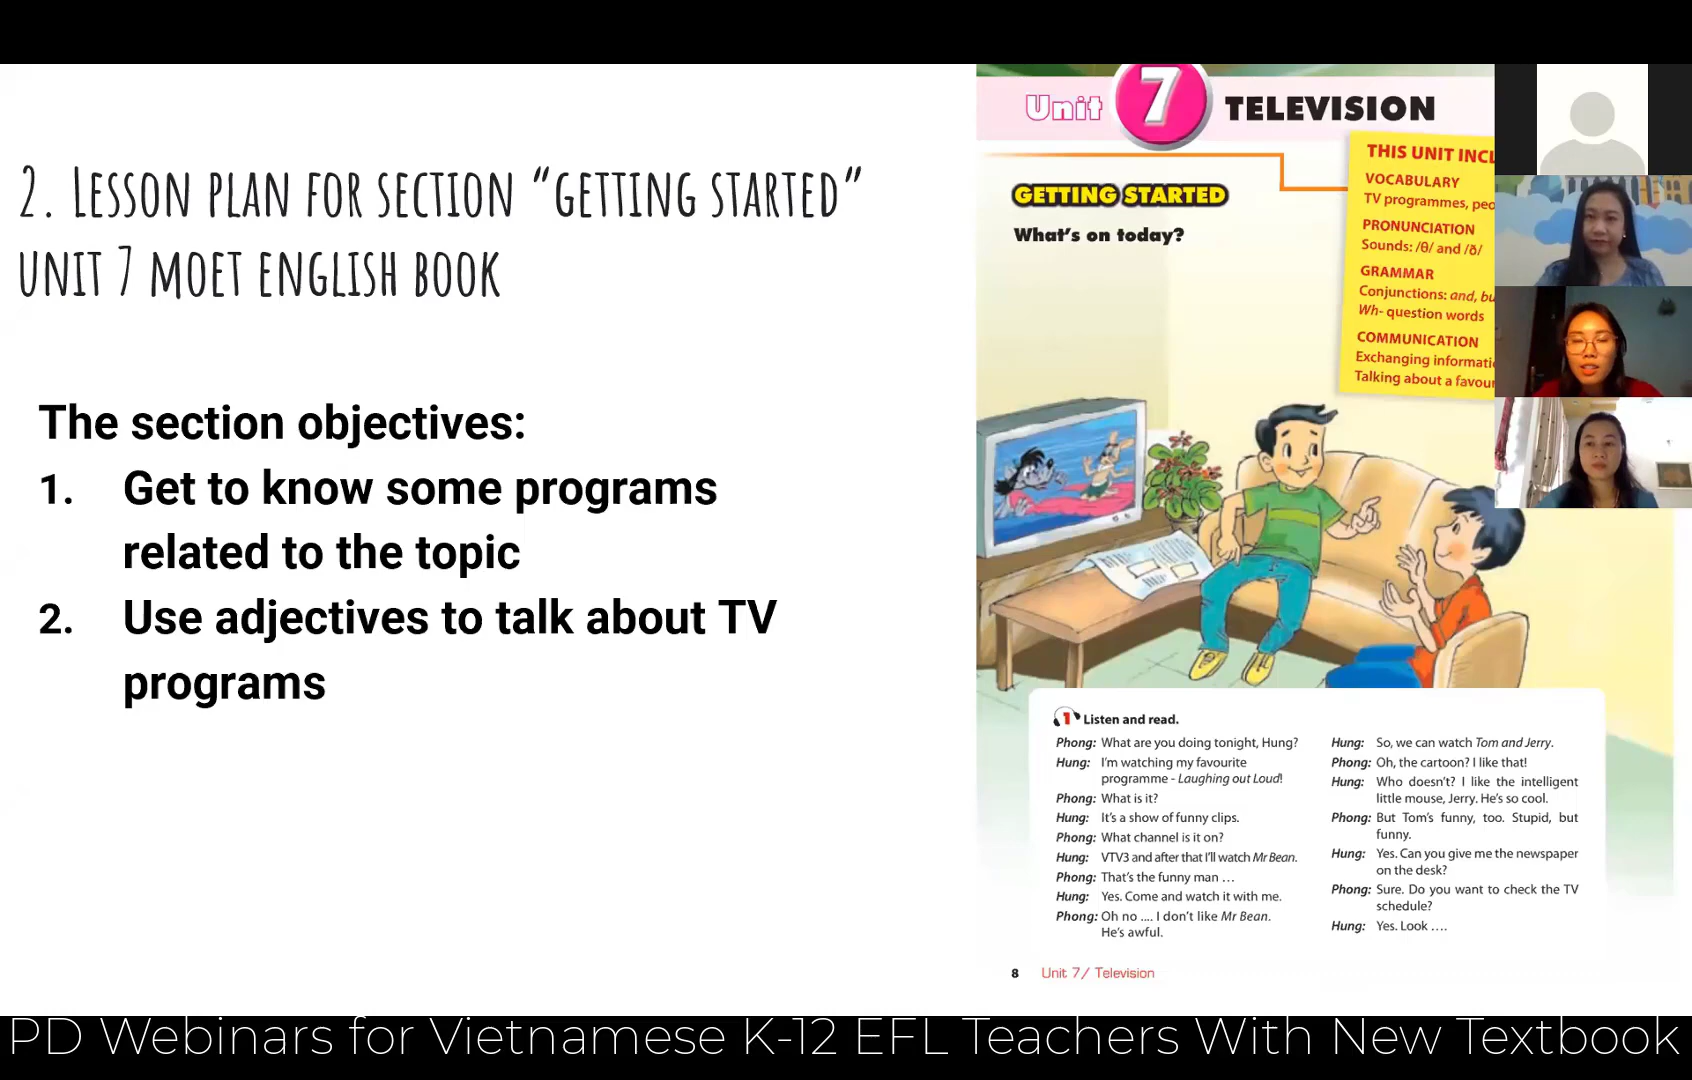 2. Lesson plan for section “getting started”
unit 7 MOET English book
The section objectives:
1. Get to know some programs
related to the topic
2. Use adjectives to talk about TV
programs
Unit 7 TELEVISION
GETTING STARTED
What's on today?
THIS UNIT INCL
VOCABULARY
TV programmes, peo
PRONUNCIATION
Sounds: /θ/ and /ð/
GRAMMAR
Conjunctions: and, bu
Wh- question words
COMMUNICATION
Exchanging informati
Talking about a favour
1 Listen and read.
Phong: What are you doing tonight, Hung?
Hung: I'm watching my favourite
programme - Laughing out Loud!
Phong: What is it?
Hung: It's a show of funny clips.
Phong: What channel is it on?
Hung: VTV3 and after that I'll watch Mr Bean.
Phong: That's the funny man ...
Hung: Yes. Come and watch it with me.
Phong: Oh no .... I don't like Mr Bean.
He's awful.
Hung: So, we can watch Tom and Jerry.
Phong: Oh, the cartoon? I like that!
Hung: Who doesn't? I like the intelligent
little mouse, Jerry. He's so cool.
Phong: But Tom's funny, too. Stupid, but
funny.
Hung: Yes. Can you give me the newspaper
on the desk?
Phong: Sure. Do you want to check the TV
schedule?
Hung: Yes. Look ....
8 Unit 7/ Television
PD Webinars for Vietnamese K-12 EFL Teachers With New Textbook